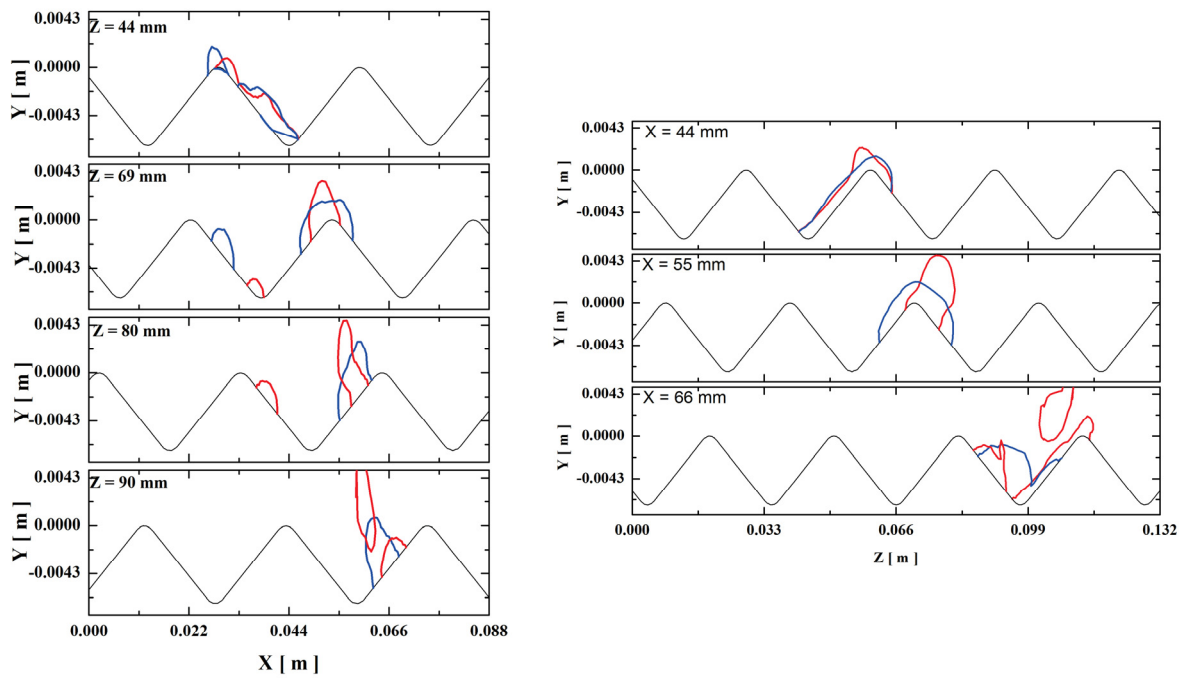 0.0043
Z = 44 mm
0.0000
-0.0043
Y [ m ]
0.0043
Z = 69 mm
0.0000
-0.0043
Y [ m ]
0.0043
Z = 80 mm
0.0000
-0.0043
Y [ m ]
0.0043
Z = 90 mm
0.0000
-0.0043
Y [ m ]
0.000 0.022 0.044 0.066 0.088
X [ m ]
0.0043
X = 44 mm
0.0000
-0.0043
Y [ m ]
0.0043
X = 55 mm
0.0000
-0.0043
Y [ m ]
0.0043
X = 66 mm
0.0000
-0.0043
Y [ m ]
0.000 0.033 0.066 0.099 0.132
Z [ m ]